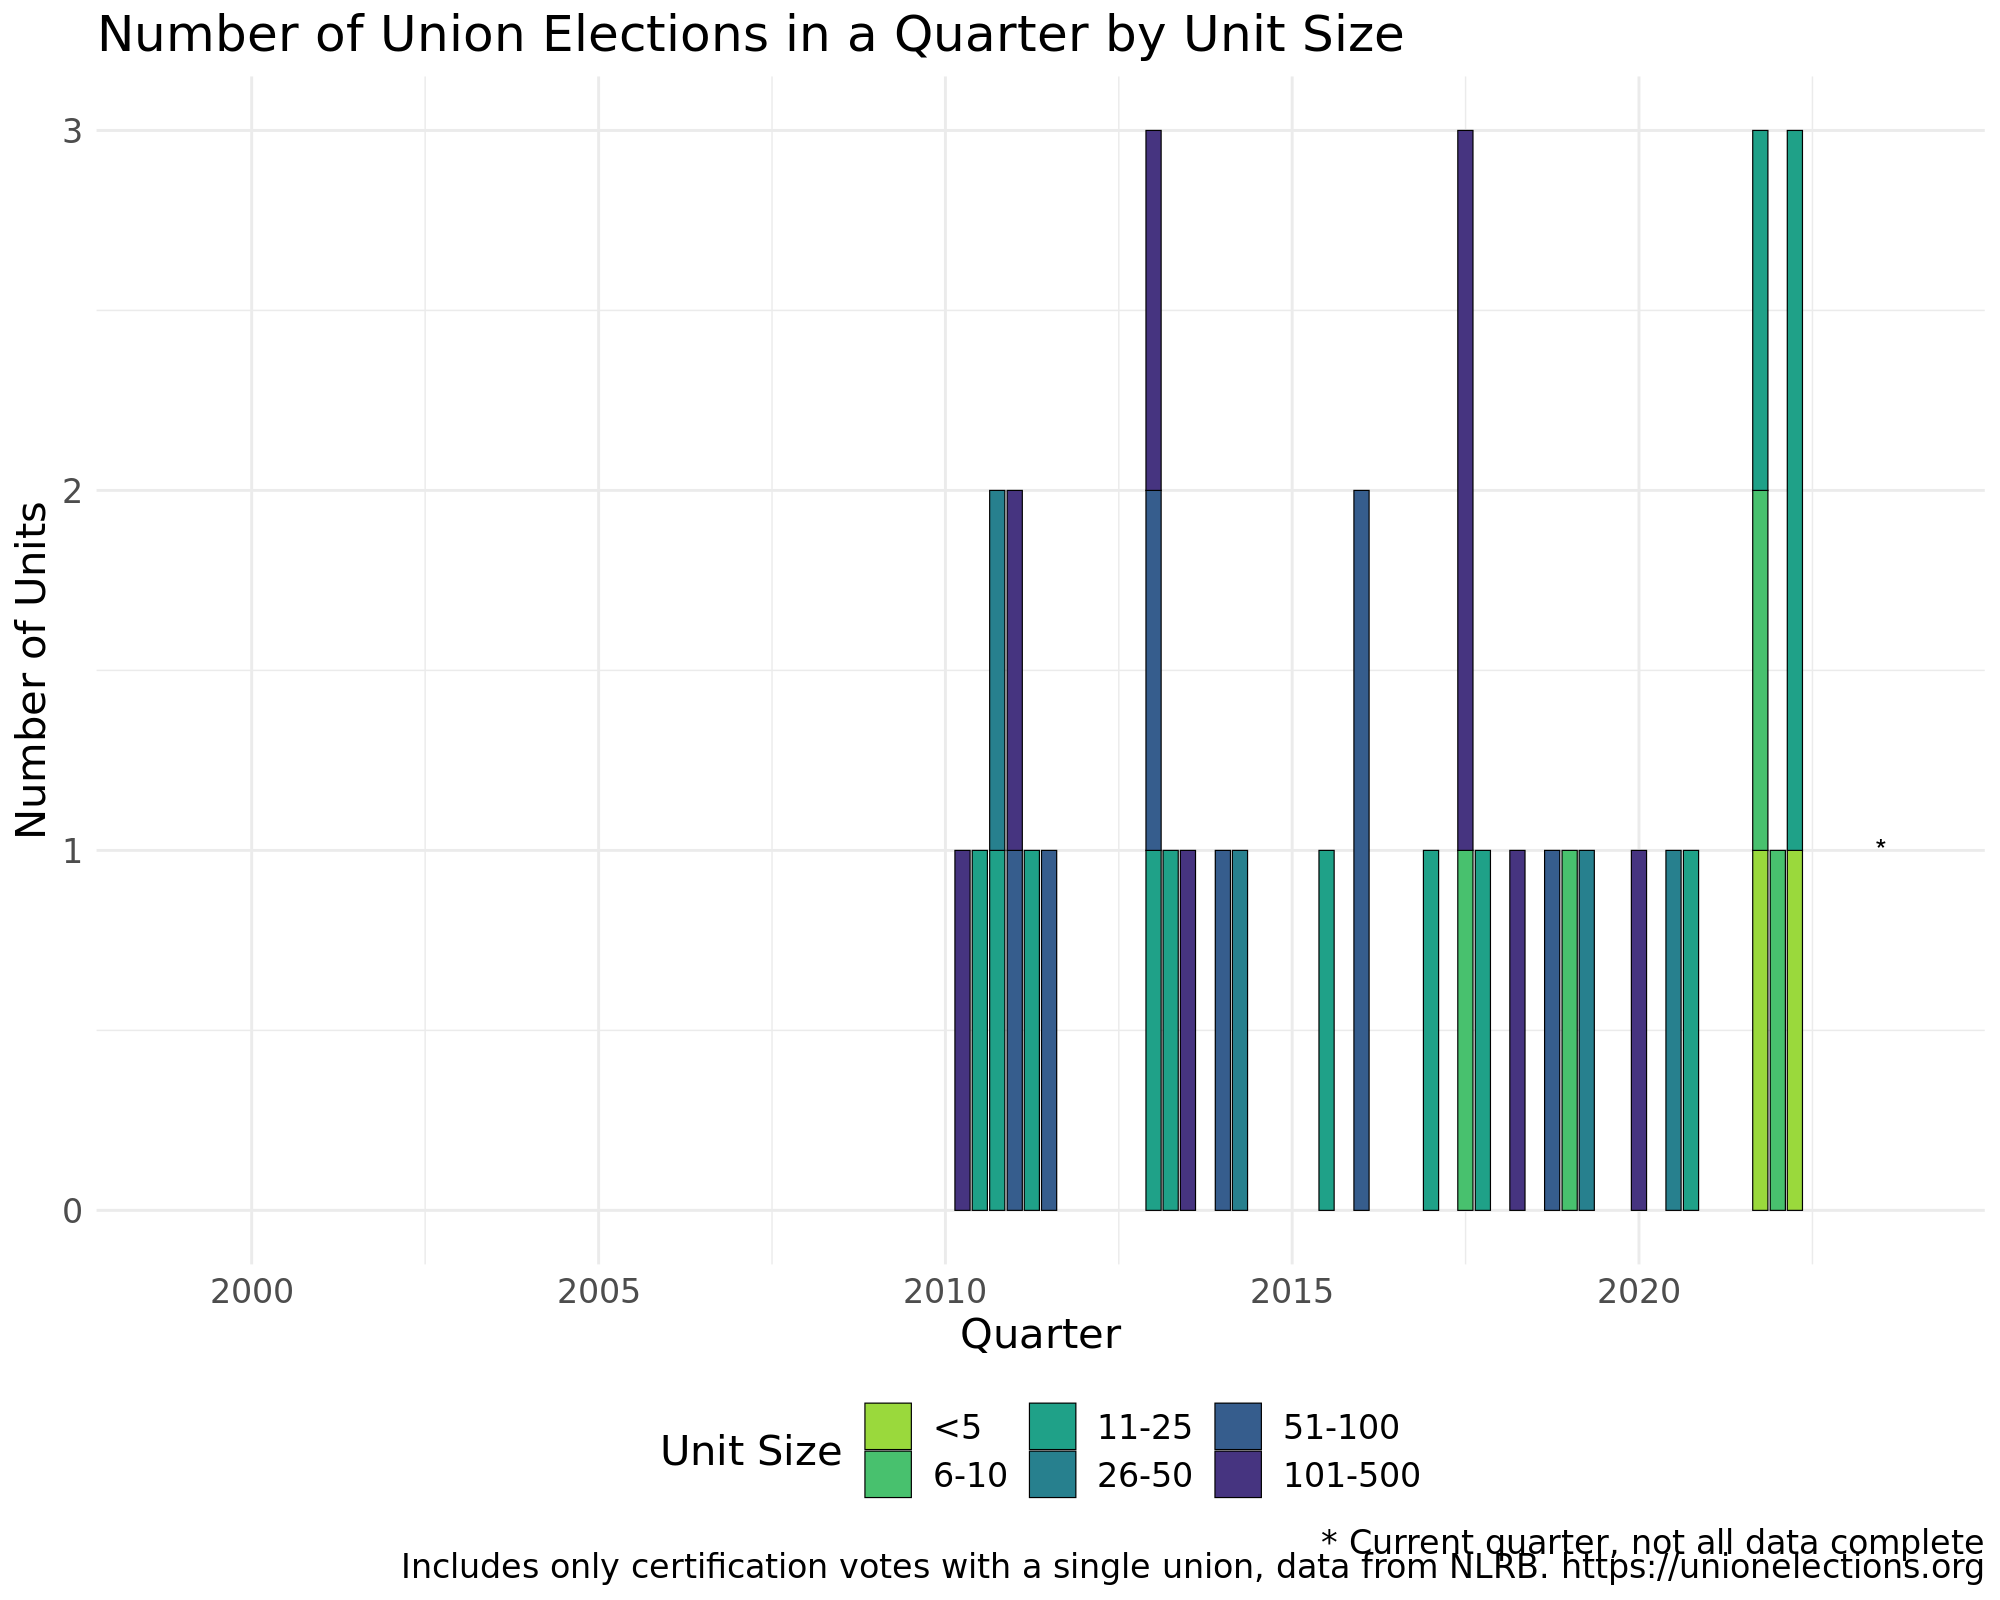 Number of Union Elections in a Quarter by Unit Size
Number of Units
3
2
1
0
*
2000 2005 2010 2015 2020
Quarter
Unit Size
<5 11-25 51-100
6-10 26-50 101-500
* Current quarter, not all data complete
Includes only certification votes with a single union, data from NLRB. https://unionelections.org